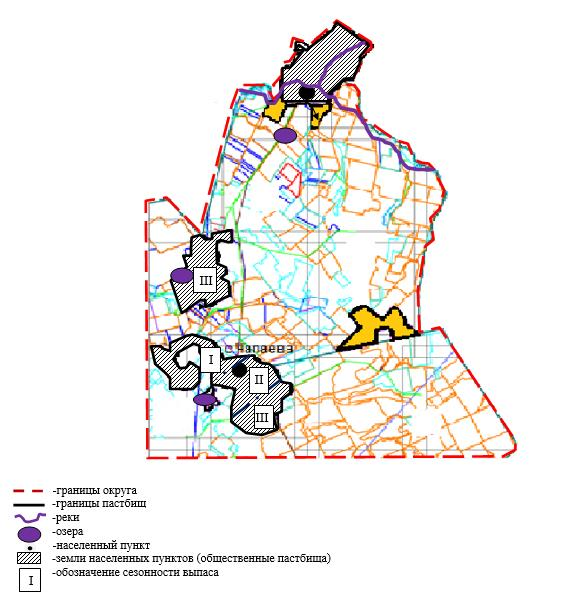 III
I
Чапаева
II
III
-границы округа
-границы пастбищ
-реки
-озера
-населенный пункт
-земли населенных пунктов (общественные пастбища)
I
-обозначение сезонности выпаса